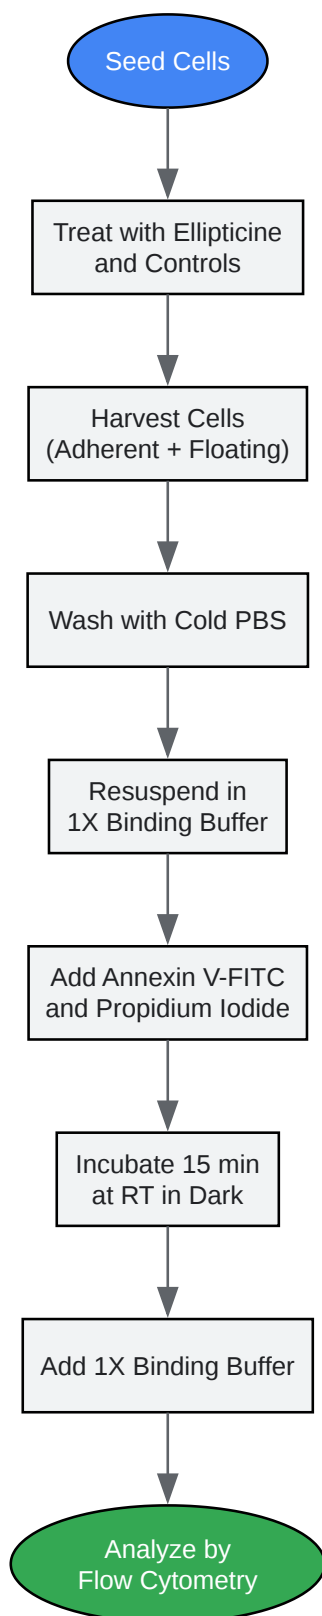 Seed Cells
Treat with Ellipticine
and Controls
Harvest Cells
(Adherent + Floating)
Wash with Cold PBS
Resuspend in
1X Binding Buffer
Add Annexin V-FITC
and Propidium Iodide
Incubate 15 min
at RT in Dark
Add 1X Binding Buffer
Analyze by
Flow Cytometry